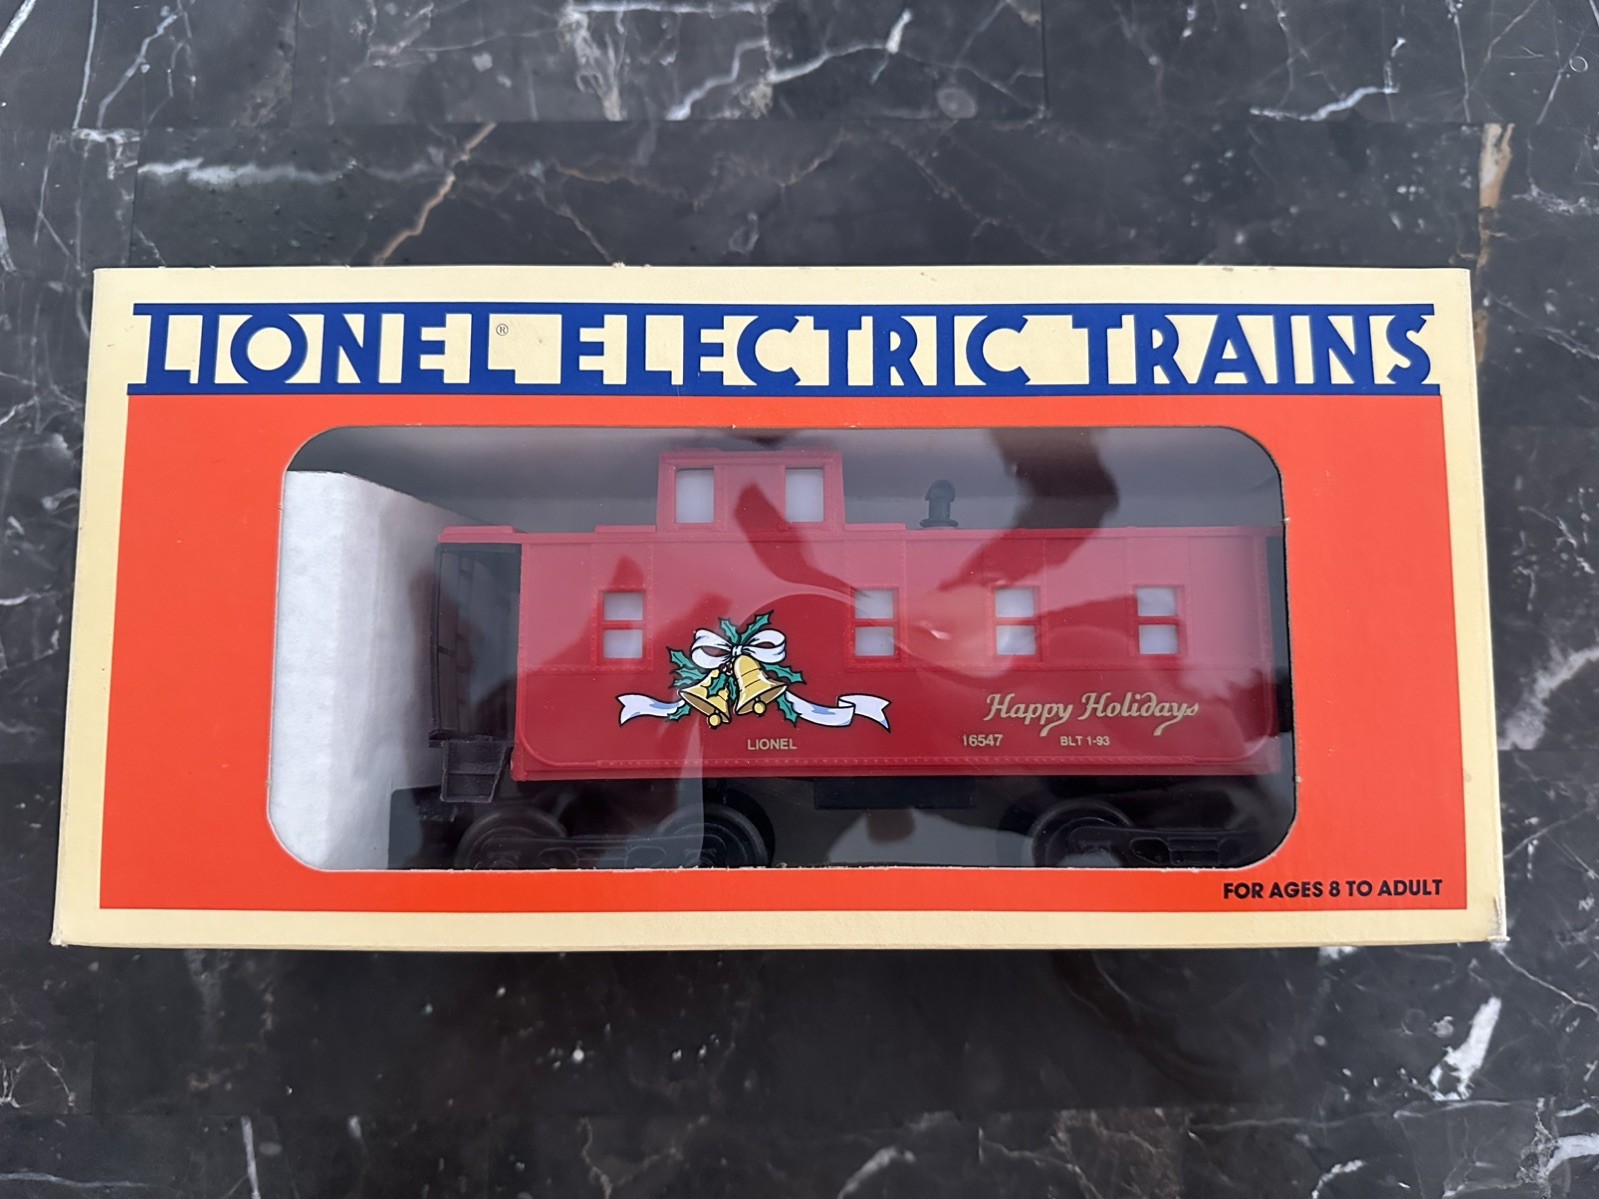 LIONEL® ELECTRIC TRAINS
Happy Holidays
LIONEL 16547 BLT 1-93
FOR AGES 8 TO ADULT